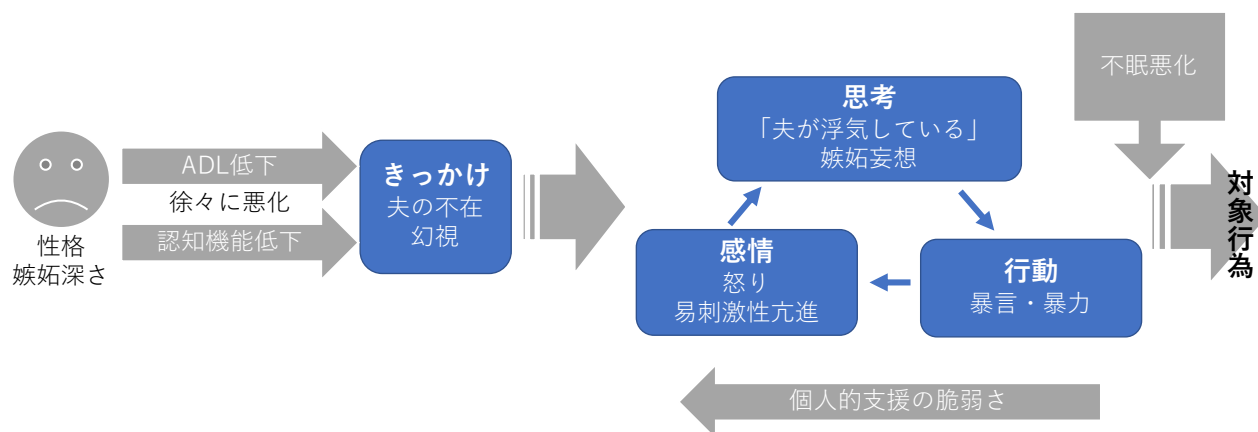 性格
嫉妬深さ
ADL低下
徐々に悪化
認知機能低下
きっかけ
夫の不在
幻視
思考
「夫が浮気している」
嫉妬妄想
感情
怒り
易刺激性亢進
行動
暴言・暴力
個人的支援の脆弱さ
不眠悪化
対象行為